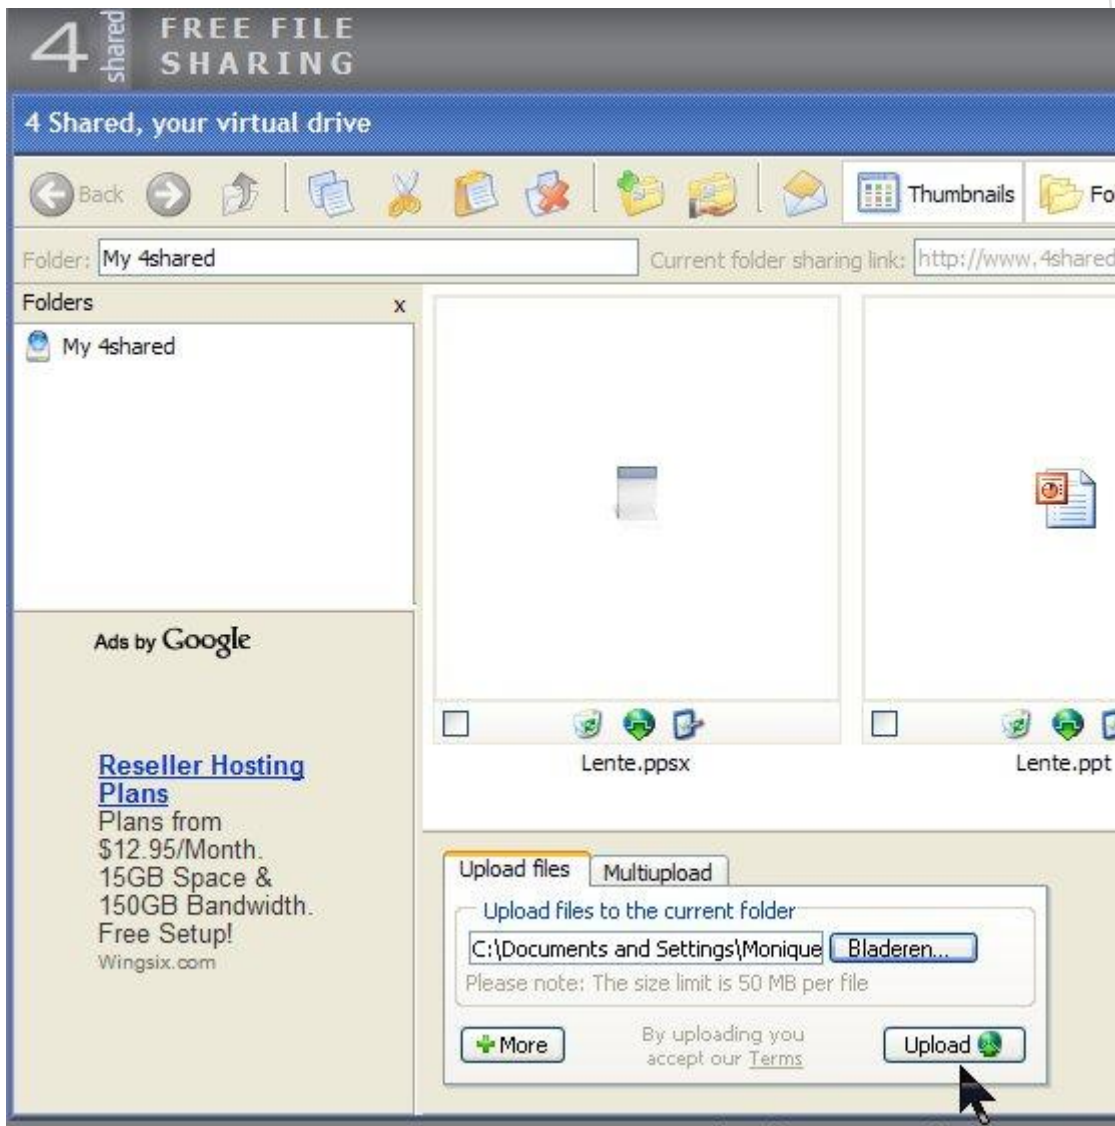 4 shared
FREE FILE
SHARING
4 Shared, your virtual drive
Back
Thumbnails
Fo
Folder: My 4shared
Current folder sharing link: http://www.4shared
Folders x
My 4shared
Ads by Google
Reseller Hosting
Plans
Plans from
$12.95/Month.
15GB Space &
150GB Bandwidth.
Free Setup!
Wingsix.com
Lente.ppsx
Lente.ppt
Upload files
Multiupload
Upload files to the current folder
C:\Documents and Settings\Monique
Bladeren...
Please note: The size limit is 50 MB per file
More
By uploading you
accept our Terms
Upload